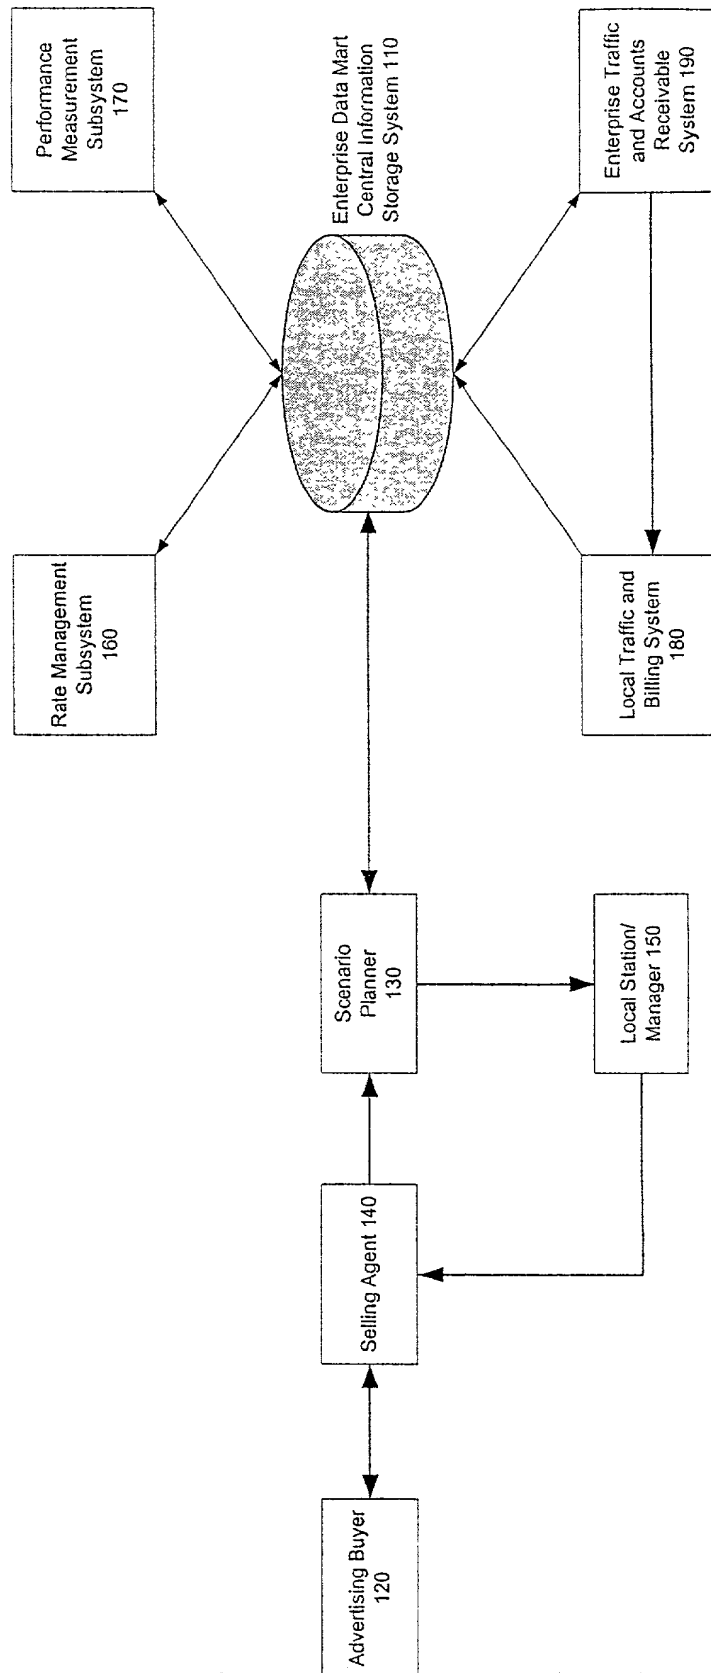 Performance
Measurement
Subsystem
170
Rate Management
Subsystem
160
Enterprise Data Mart
Central Information
Storage System 110
Enterprise Traffic
and Accounts
Receivable
System 190
Local Traffic and
Billing System
180
Scenario
Planner
130
Local Station/
Manager 150
Selling Agent 140
Advertising Buyer
120